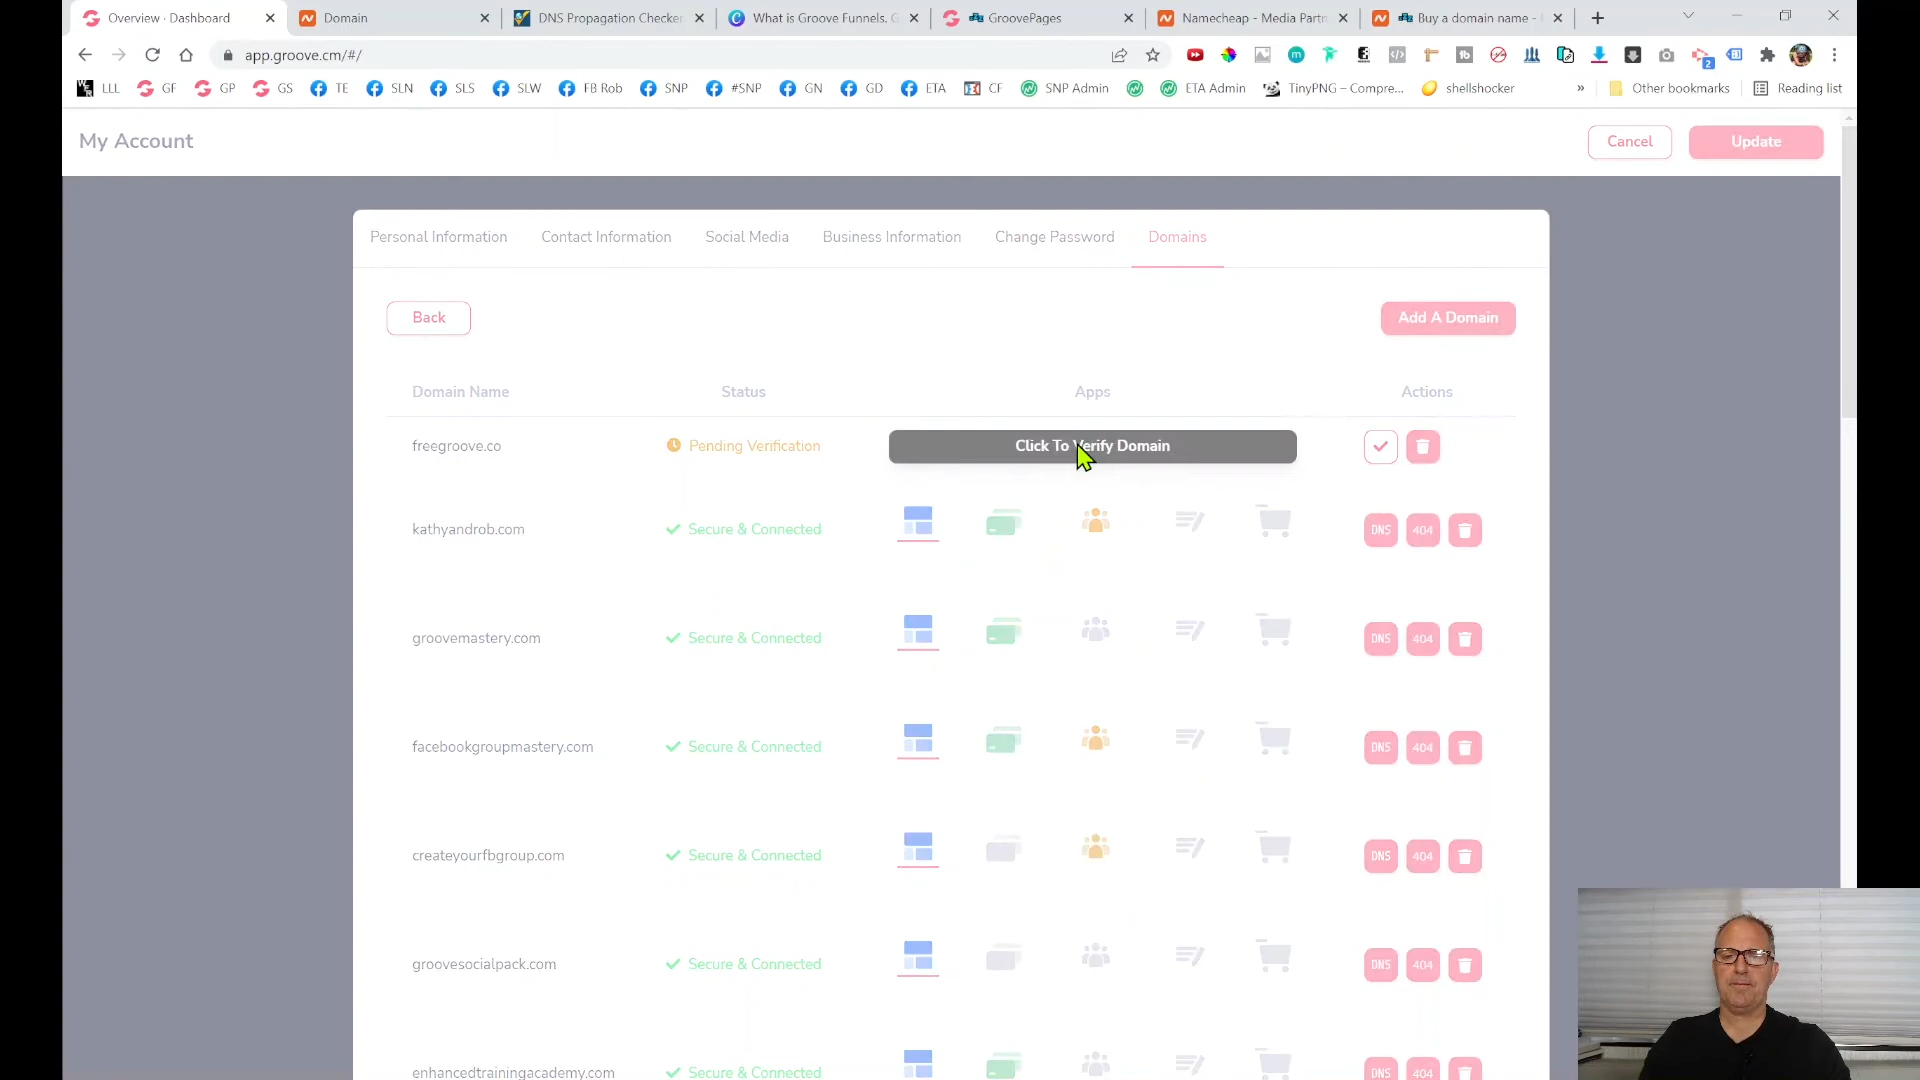 Overview · Dashboard
Domain
DNS Propagation Checker
What is Groove Funnels. G
GroovePages
Namecheap - Media Partn
Buy a domain name -
app.groove.cm/#/
LLL
GF
GP
GS
TE
SLN
SLS
SLW
FB Rob
SNP
#SNP
GN
GD
ETA
CF
SNP Admin
ETA Admin
TinyPNG – Compre...
shellshocker
»
Other bookmarks
Reading list
My Account
Cancel
Update
Personal Information
Contact Information
Social Media
Business Information
Change Password
Domains
Back
Add A Domain
Domain Name
Status
Apps
Actions
freegroove.co
Pending Verification
Click To Verify Domain
kathyandrob.com
Secure & Connected
DNS
404
groovemastery.com
Secure & Connected
DNS
404
facebookgroupmastery.com
Secure & Connected
DNS
404
createyourfbgroup.com
Secure & Connected
DNS
404
groovesocialpack.com
Secure & Connected
DNS
404
enhancedtrainingacademy.com
Secure & Connected
DNS
404